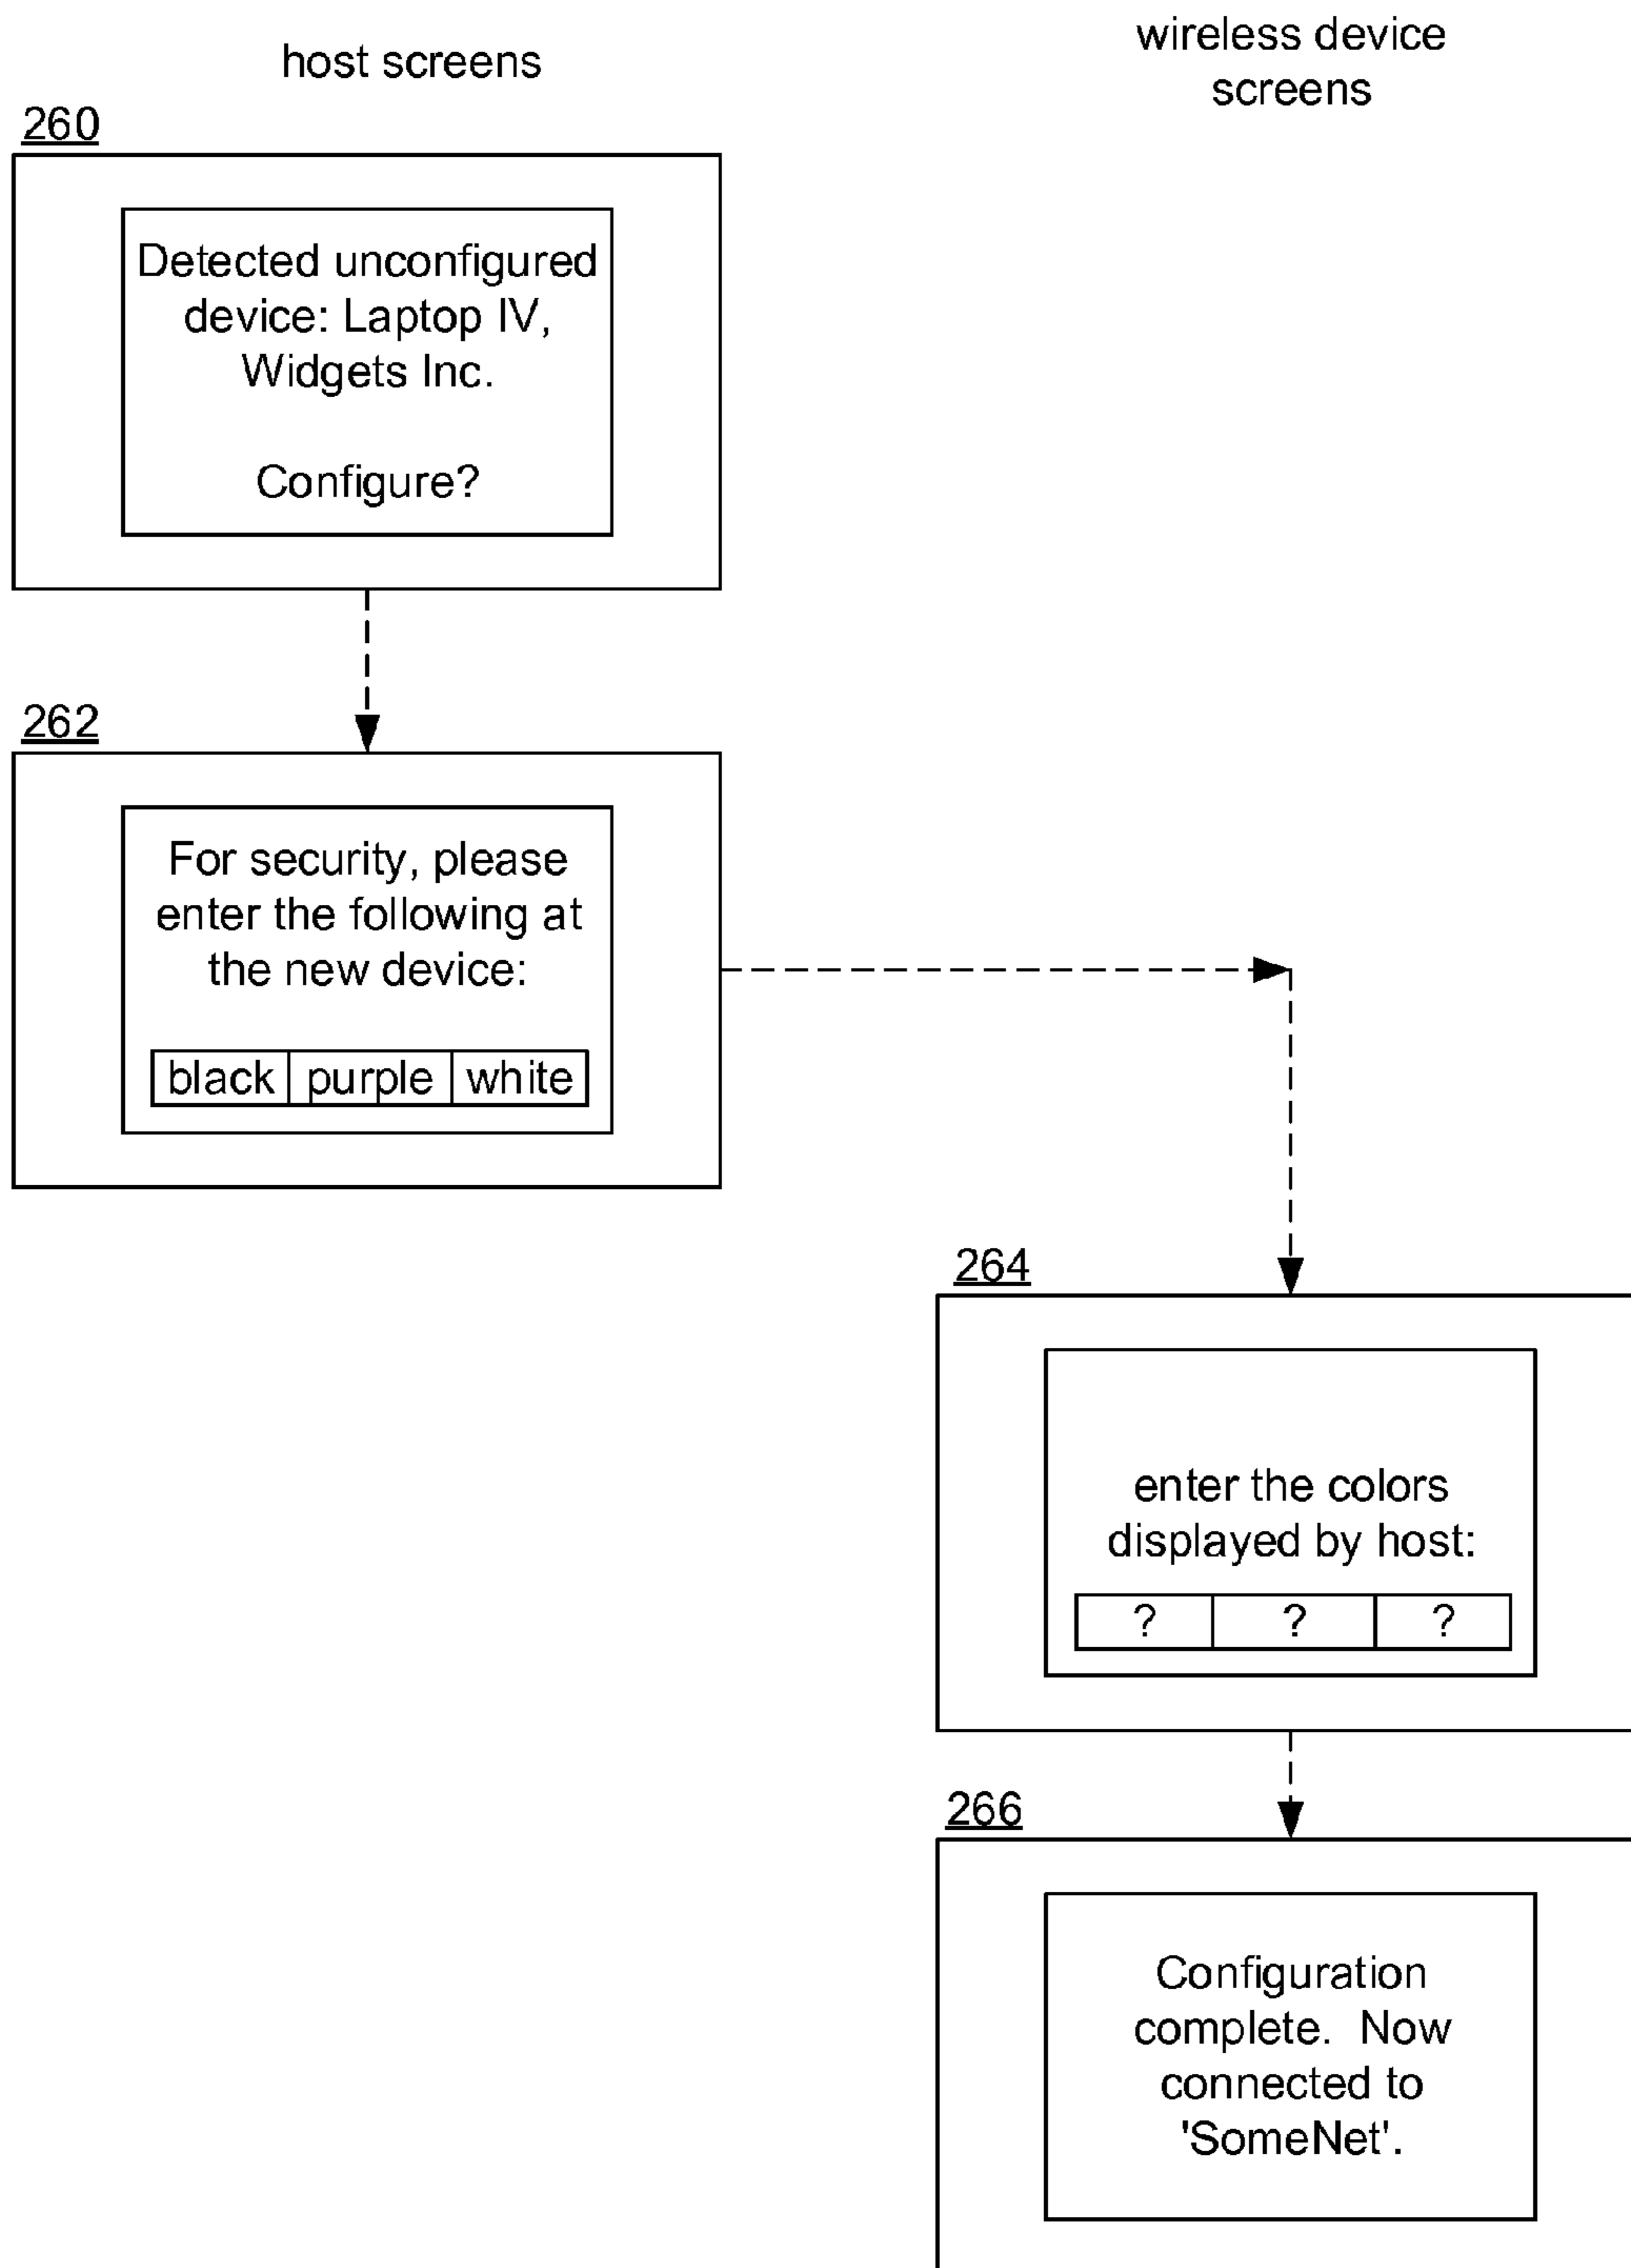 host screens
wireless device
screens
260
Detected unconfigured
device: Laptop IV,
Widgets Inc.
Configure?
262
For security, please
enter the following at
the new device:
black purple white
264
enter the colors
displayed by host:
? ? ?
266
Configuration
complete. Now
connected to
'SomeNet'.